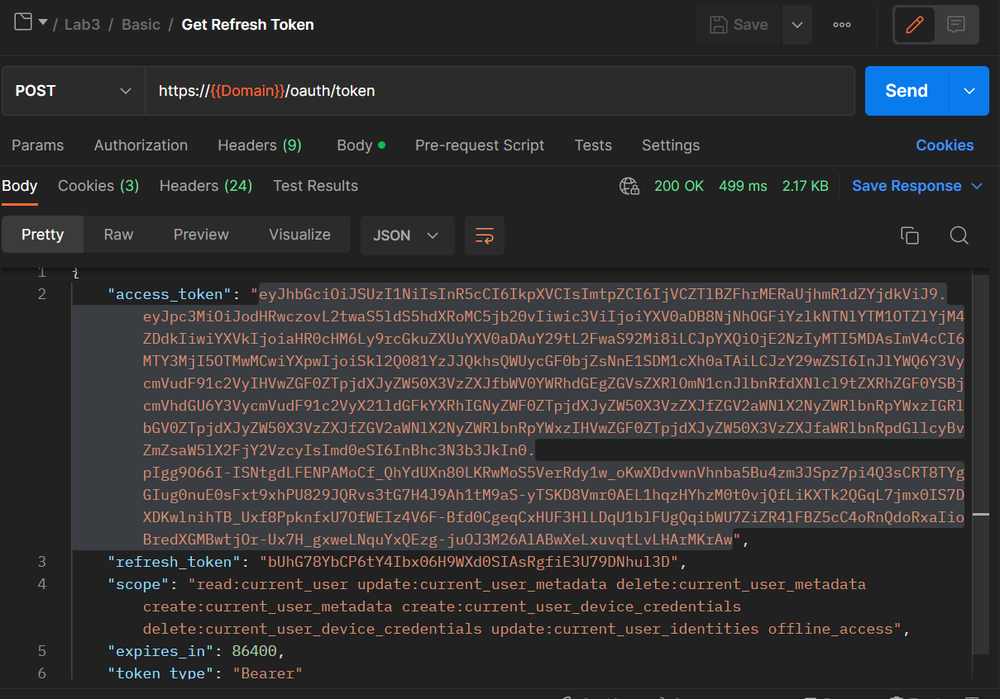 / Lab3 / Basic / Get Refresh Token
Save
POST
https://{{Domain}}/oauth/token
Send
Params Authorization Headers (9) Body Pre-request Script Tests Settings Cookies
Body Cookies (3) Headers (24) Test Results 200 OK 499 ms 2.17 KB Save Response
Pretty Raw Preview Visualize JSON
1 {
2 "access_token": "eyJhbGciOiJSUzI1NiIsInR5cCI6IkpXVCIsImtpZCI6IjVCZTlBZFhrMERaUjhmR1dZYjdkViJ9.
eyJpc3MiOiJodHRwczovL2twaS5ldS5hdXRoMC5jb20vIiwic3ViIjoiYXV0aDB8NjNhOGFiYzlkNTNlYTM1OTZlYjM4
ZDdkIiwiYXVkIjoiaHR0cHM6Ly9rcGkuZXUuYXV0aDAuY29tL2FwaS92Mi8iLCJpYXQiOjE2NzIyMTI5MDAsImV4cCI6
MTY3MjI5OTMwMCwiYXpwIjoiSkl2Q081YzJJQkhsQWUycGF0bjZsNnE1SDM1cXh0aTAiLCJzY29wZSI6InJlYWQ6Y3Vy
cmVudF91c2VyIHVwZGF0ZTpjdXJyZW50X3VzZXJfbWV0YWRhdGEgZGVsZXRlOmN1cnJlbnRfdXNlcl9tZXRhZGF0YSBj
cmVhdGU6Y3VycmVudF91c2VyX21ldGFkYXRhIGNyZWF0ZTpjdXJyZW50X3VzZXJfZGV2aWNlX2NyZWRlbnRpYWxzIGRl
bGV0ZTpjdXJyZW50X3VzZXJfZGV2aWNlX2NyZWRlbnRpYWxzIHVwZGF0ZTpjdXJyZW50X3VzZXJfaWRlbnRpdGllcyBv
ZmZsaW5lX2FjY2VzcyIsImd0eSI6InBhc3N3b3JkIn0.
pIgg9O66I-ISNtgdLFENPAMoCf_QhYdUXn80LKRwMoS5VerRdy1w_oKwXDdvwnVhnba5Bu4zm3JSpz7pi4Q3sCRT8TYg
GIug0nuE0sFxt9xhPU829JQRvs3tG7H4J9Ah1tM9aS-yTSKD8Vmr0AEL1hqzHYhzM0t0vjQfLiKXTk2QGqL7jmx0IS7D
XDKwlnihTB_Uxf8PpknfxU7OfWEIz4V6F-Bfd0CgeqCxHUF3HlLDqU1blFUgQqibWU7ZiZR4lFBZ5cC4oRnQdoRxaIio
BredXGMBwtjOr-Ux7H_gxweLNquYxQEzg-juOJ3M26AlABwXeLxuvqtLvLHArMKrAw",
3 "refresh_token": "bUhG78YbCP6tY4Ibx06H9WXd0SIAsRgfiE3U79DNhul3D",
4 "scope": "read:current_user update:current_user_metadata delete:current_user_metadata
create:current_user_metadata create:current_user_device_credentials
delete:current_user_device_credentials update:current_user_identities offline_access",
5 "expires_in": 86400,
6 "token_type": "Bearer"